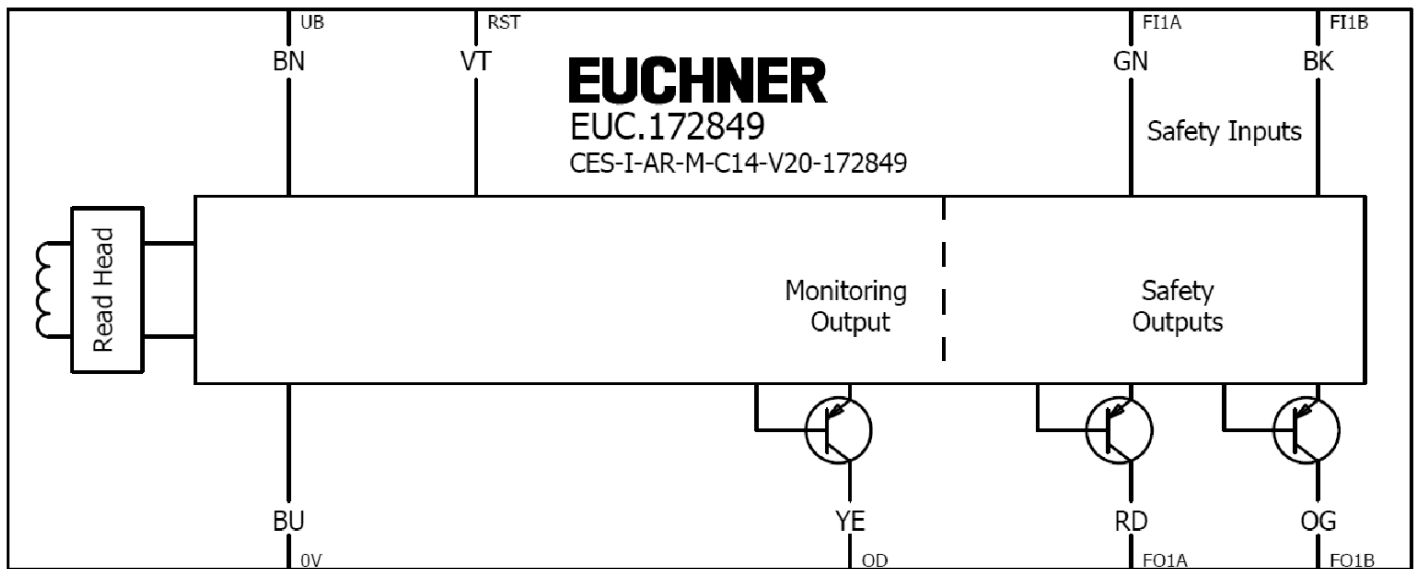 UB
RST
FI1A
FI1B
BN
VT
GN
BK
EUCHNER
EUC.172849
CES-I-AR-M-C14-V20-172849
Safety Inputs
Read Head
Monitoring
Output
Safety
Outputs
BU
YE
RD
OG
0V
OD
FO1A
FO1B